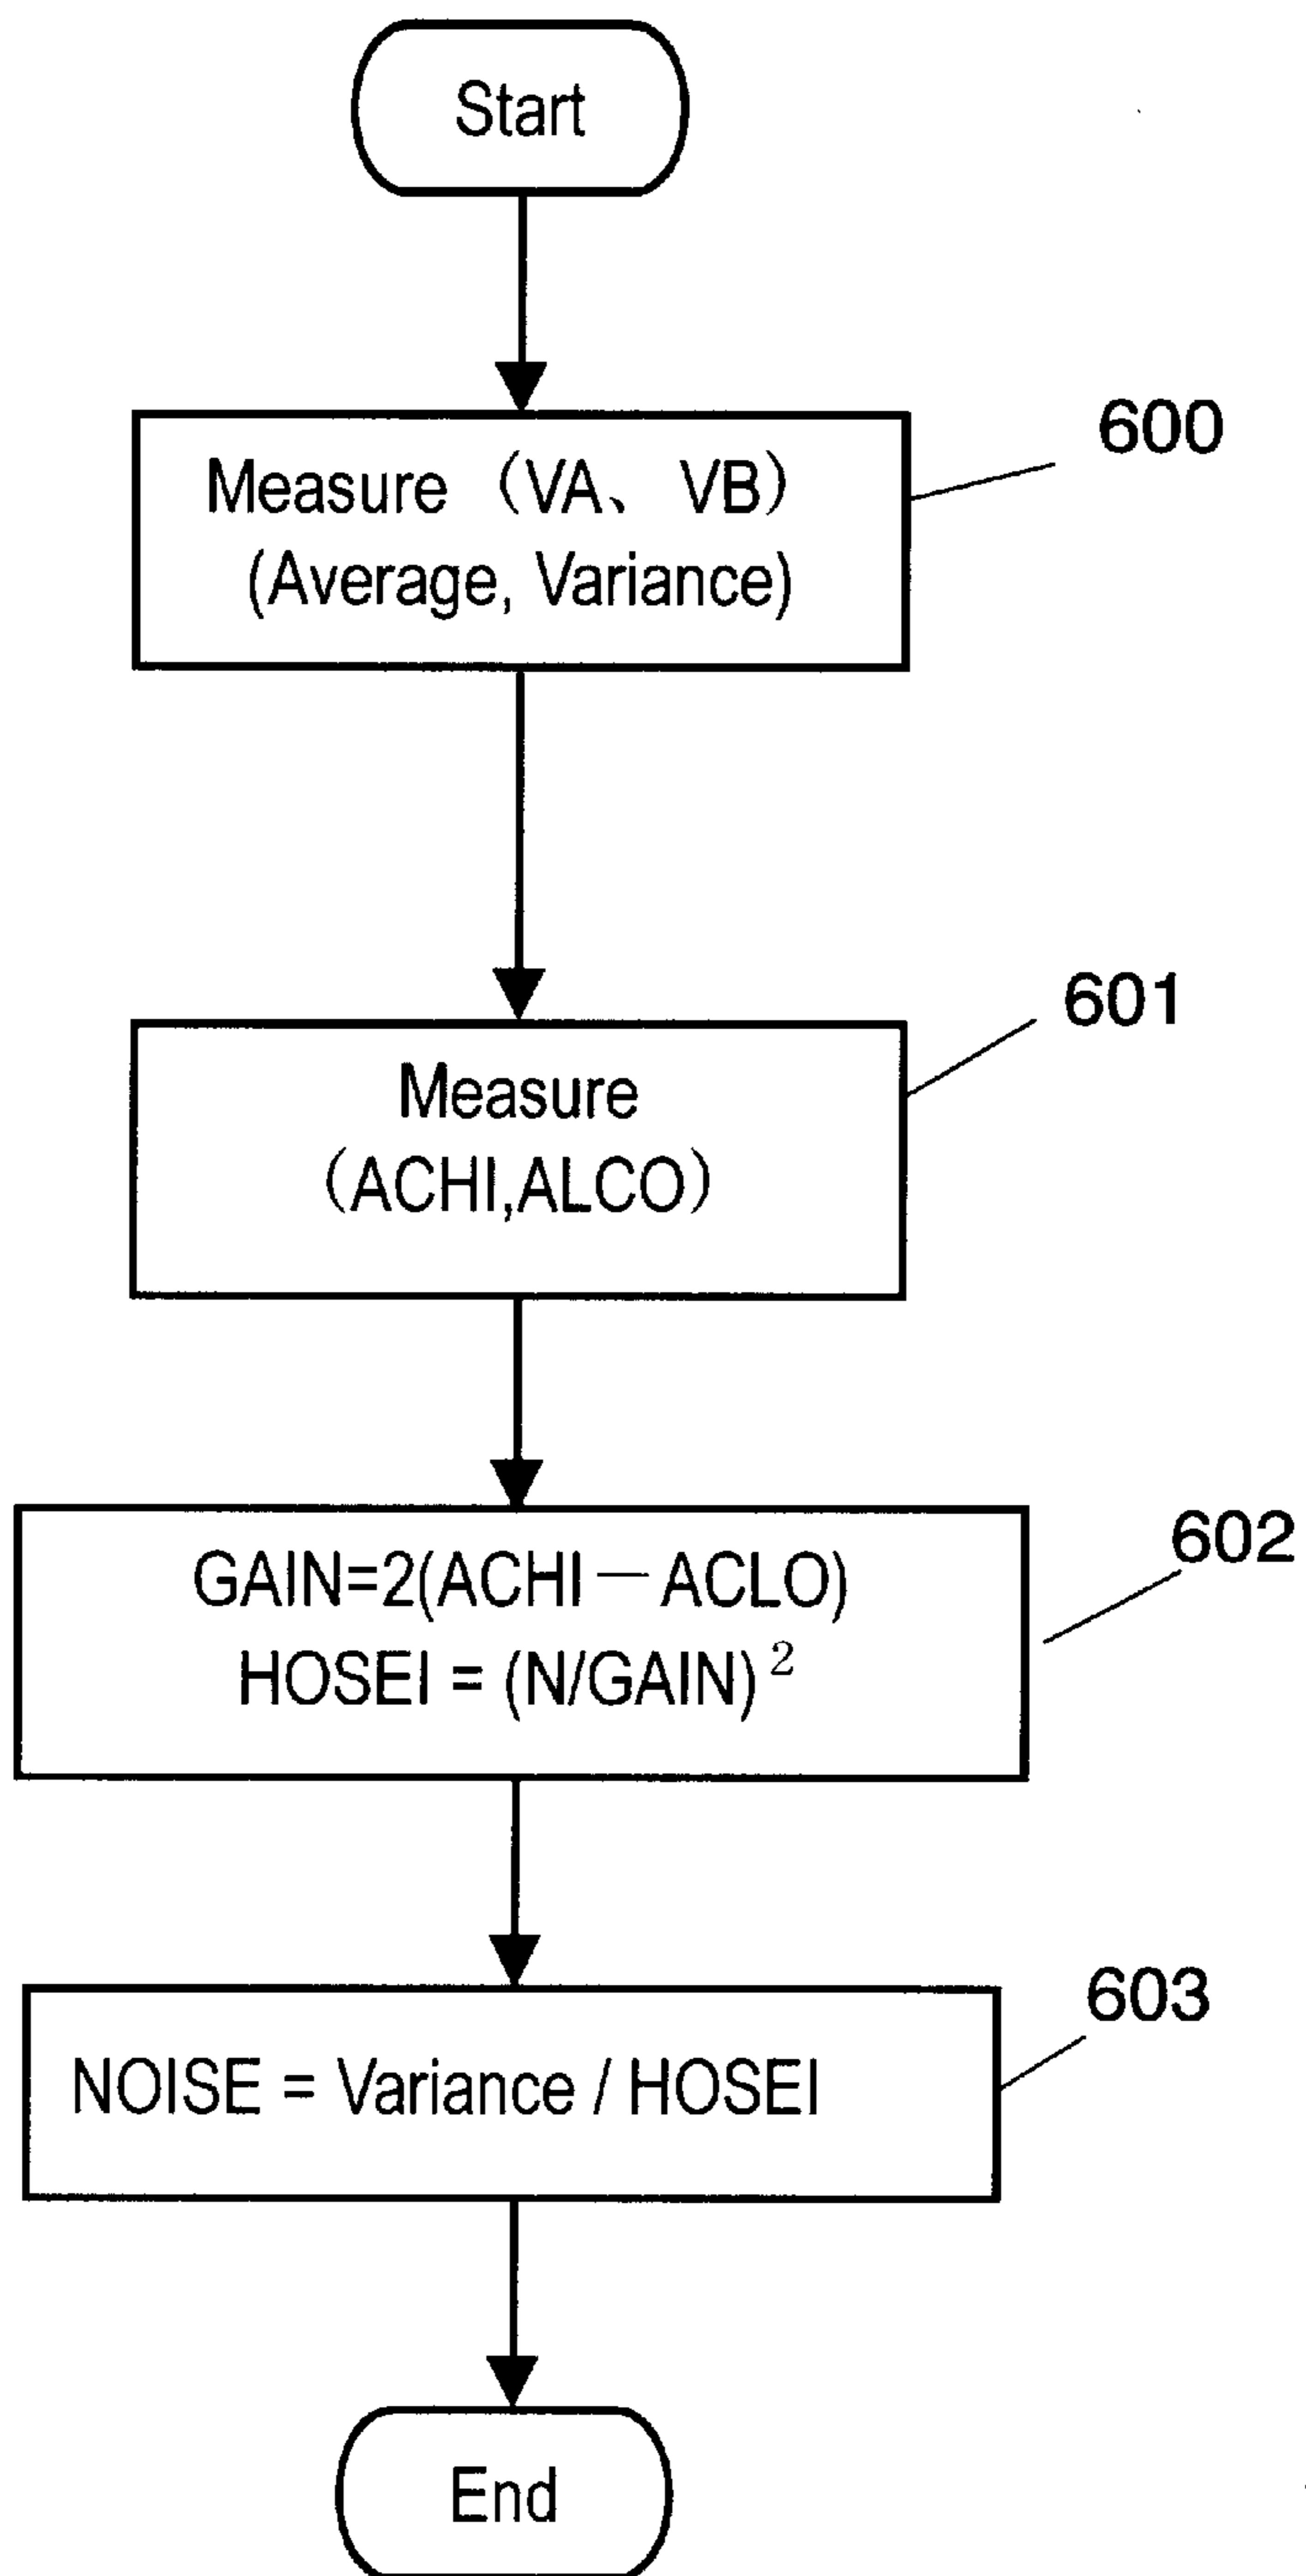 Start
Measure （VA、 VB）
(Average, Variance)
600
Measure
（ACHI,ALCO）
601
GAIN=2(ACHI－ACLO)
HOSEI = (N/GAIN)²
602
NOISE = Variance / HOSEI
603
End